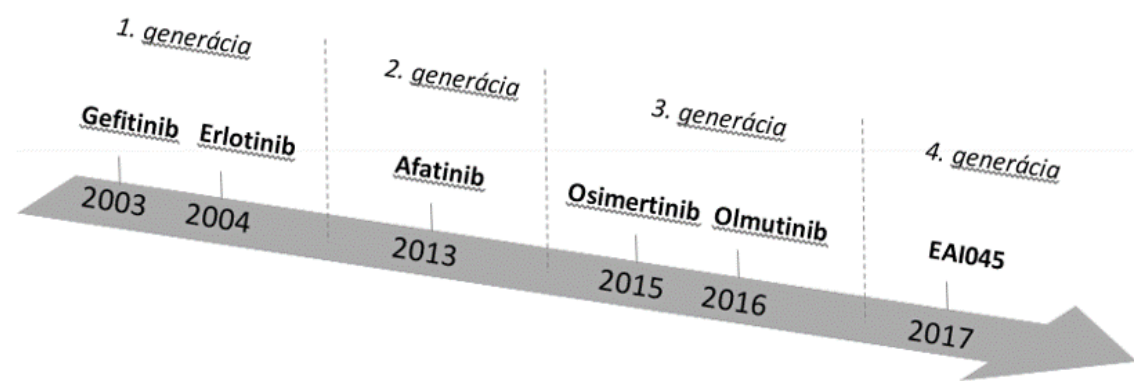 1. generácia
2. generácia
3. generácia
4. generácia
Gefitinib
Erlotinib
Afatinib
Osimertinib
Olmutinib
EAI045
2003
2004
2013
2015
2016
2017